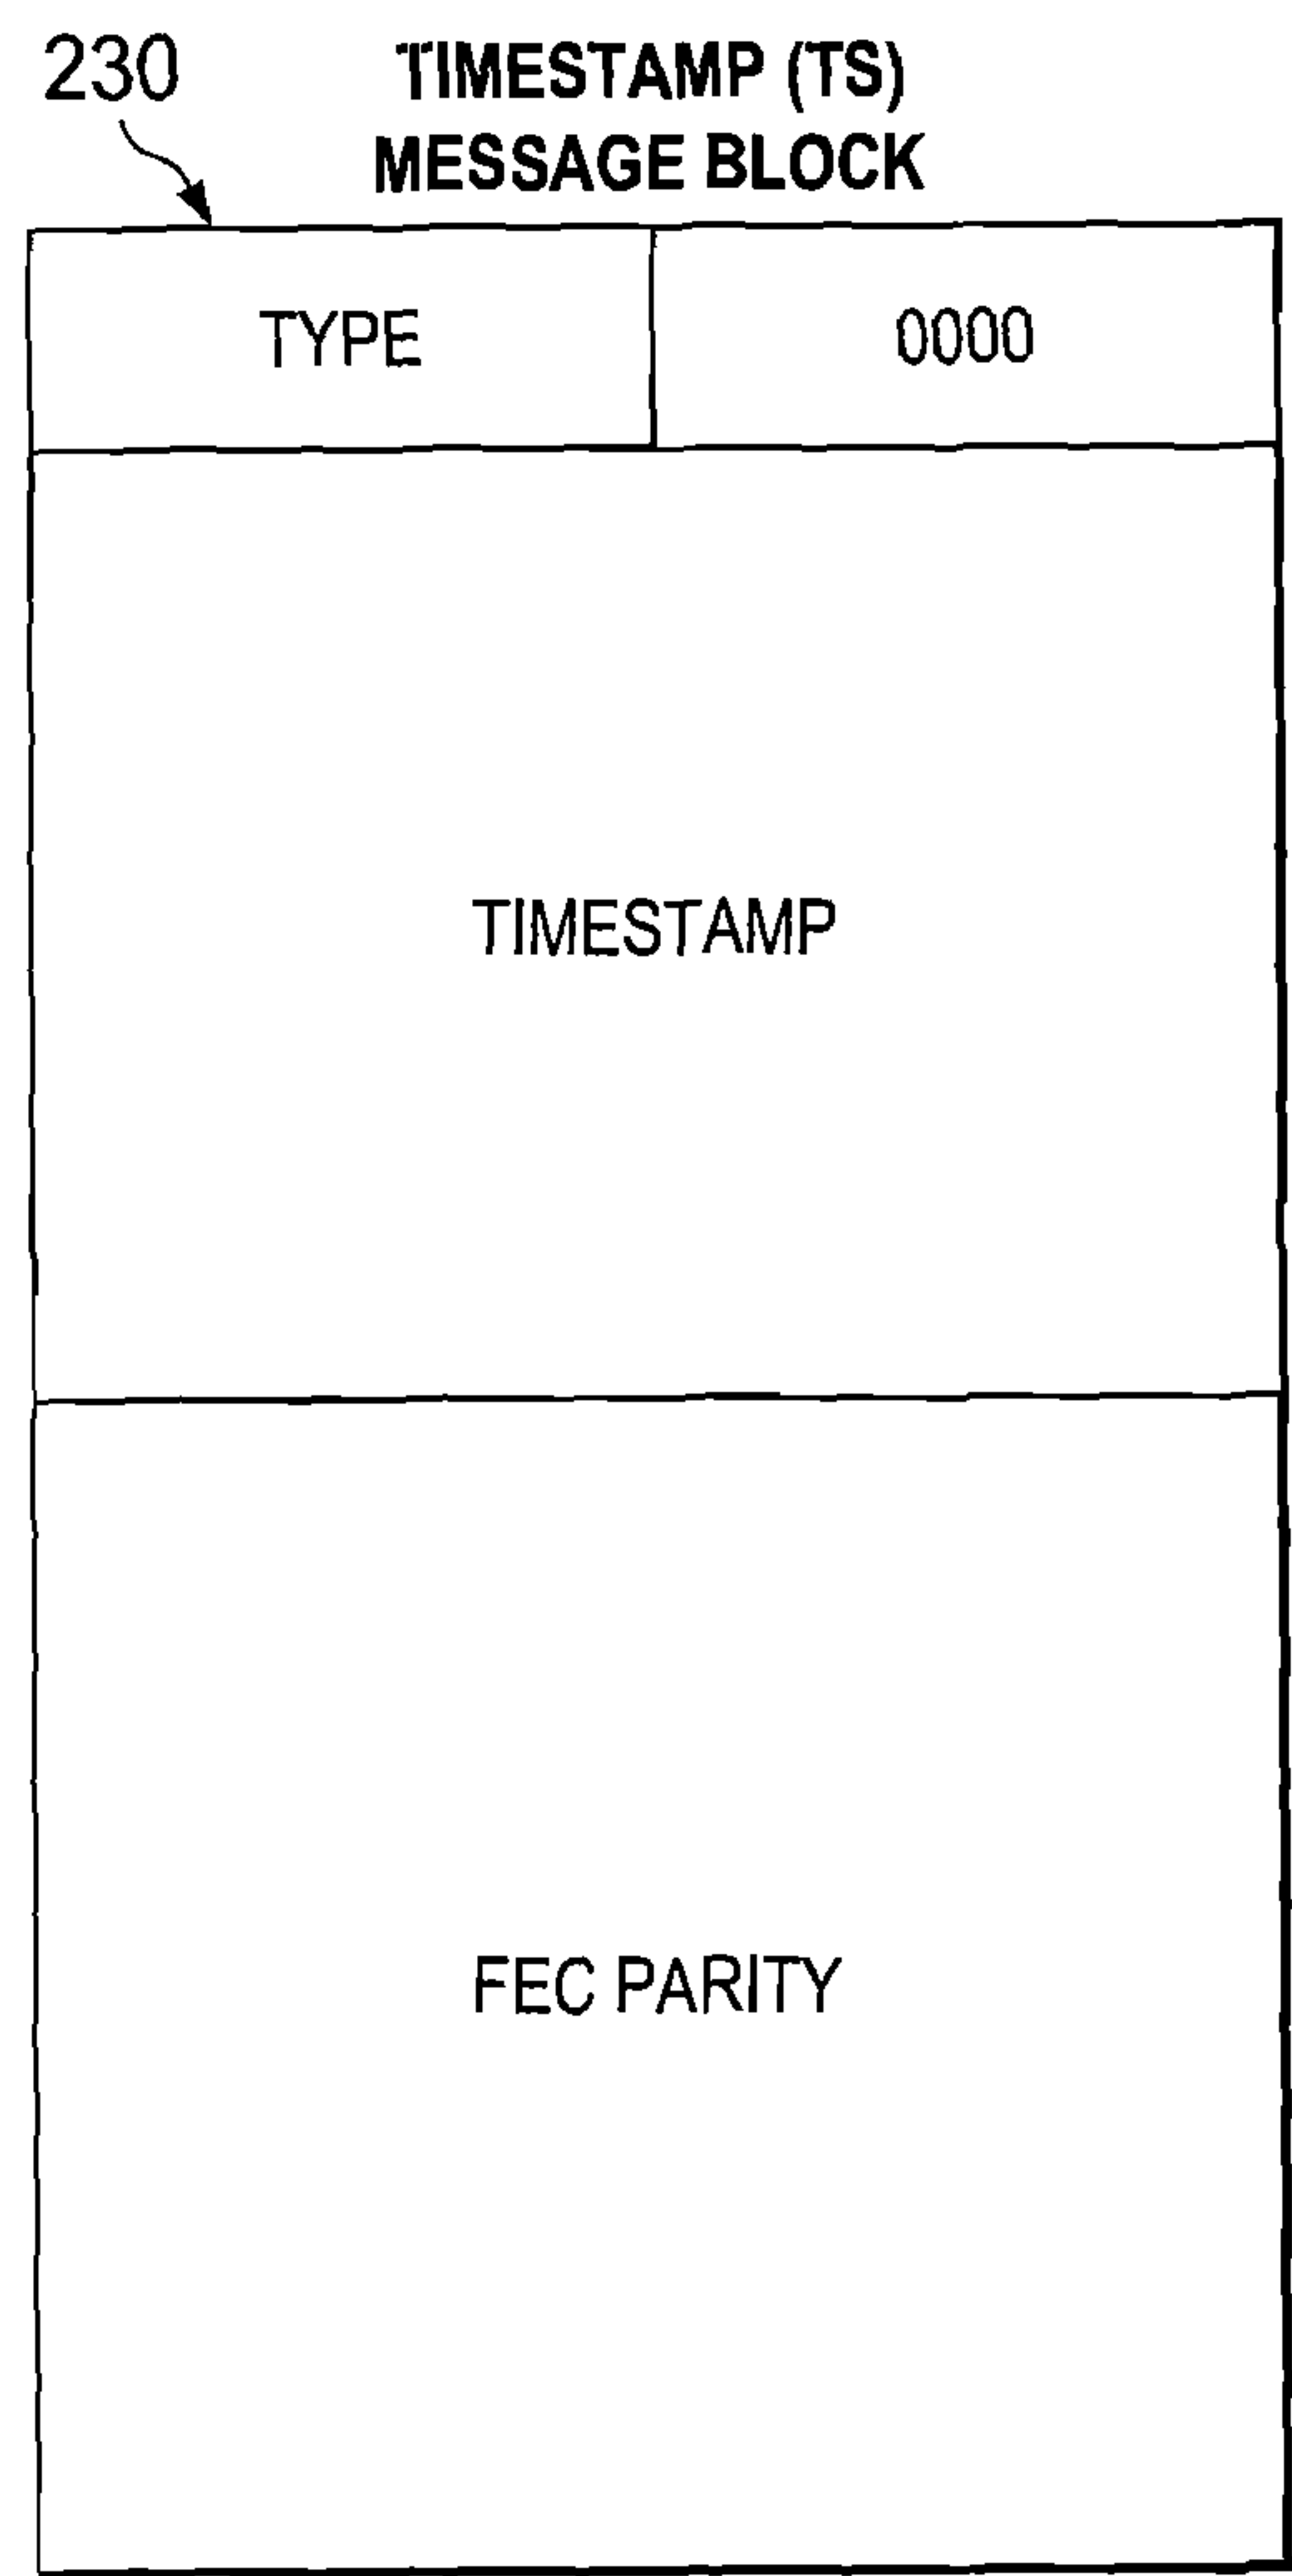 230
TIMESTAMP (TS)
MESSAGE BLOCK
TYPE
0000
TIMESTAMP
FEC PARITY